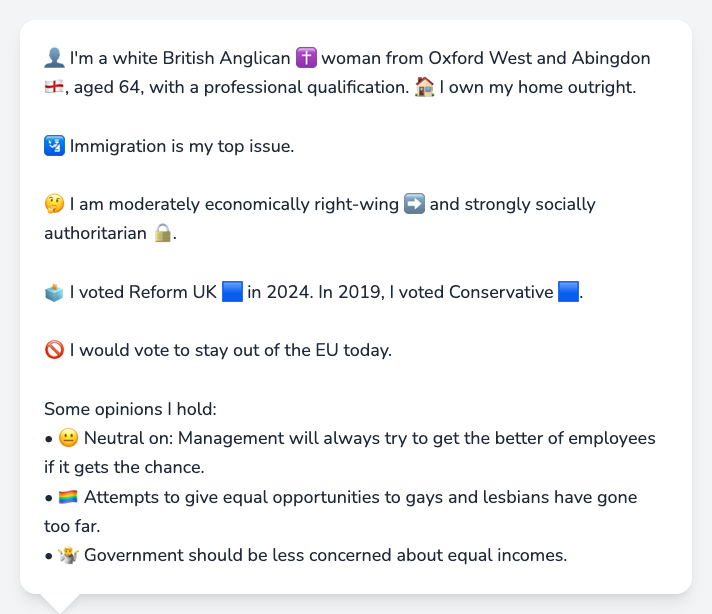 👤 I'm a white British Anglican ✝️ woman from Oxford West and Abingdon
🏴󠁧󠁢󠁥󠁮󠁧󠁿, aged 64, with a professional qualification. 🏠 I own my home outright.
🛂 Immigration is my top issue.
🤔 I am moderately economically right-wing ➡️ and strongly socially
authoritarian 🔒.
🗳️ I voted Reform UK 🟦 in 2024. In 2019, I voted Conservative 🟦.
🚫 I would vote to stay out of the EU today.
Some opinions I hold:
• 😐 Neutral on: Management will always try to get the better of employees
if it gets the chance.
• 🏳️‍🌈 Attempts to give equal opportunities to gays and lesbians have gone
too far.
• 🤷 Government should be less concerned about equal incomes.